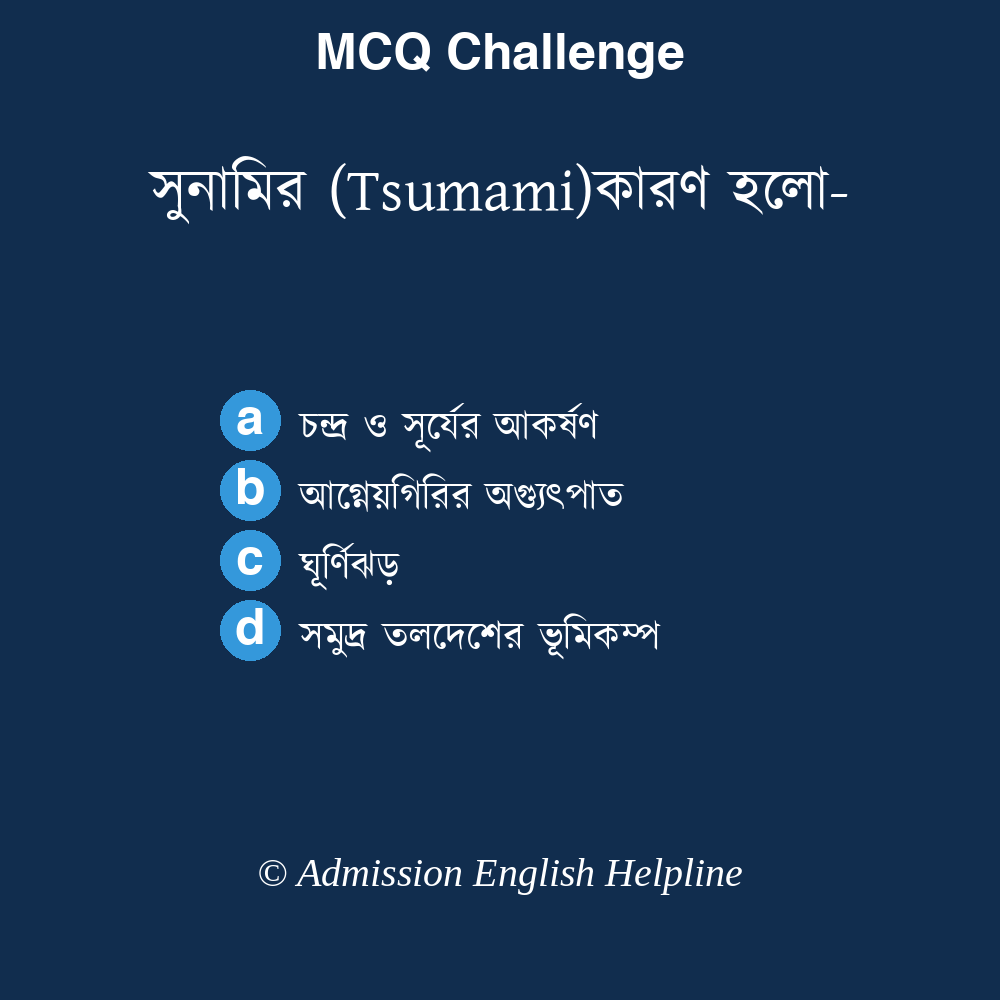 MCQ Challenge
সুনামির (Tsumami)কারণ হলো-
a চন্দ্র ও সূর্যের আকর্ষণ
b আগ্নেয়গিরির অগ্ন্যুৎপাত
c ঘূর্ণিঝড়
d সমুদ্র তলদেশের ভূমিকম্প
© Admission English Helpline